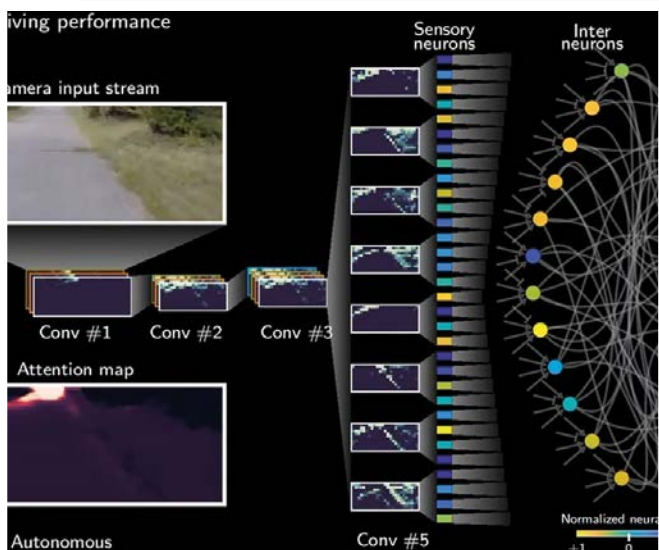 iving performance
Sensory
neurons
Inter
neurons
amera input stream
Conv #1
Conv #2
Conv #3
Attention map
Autonomous
Conv #5
Normalized neura
+1
0